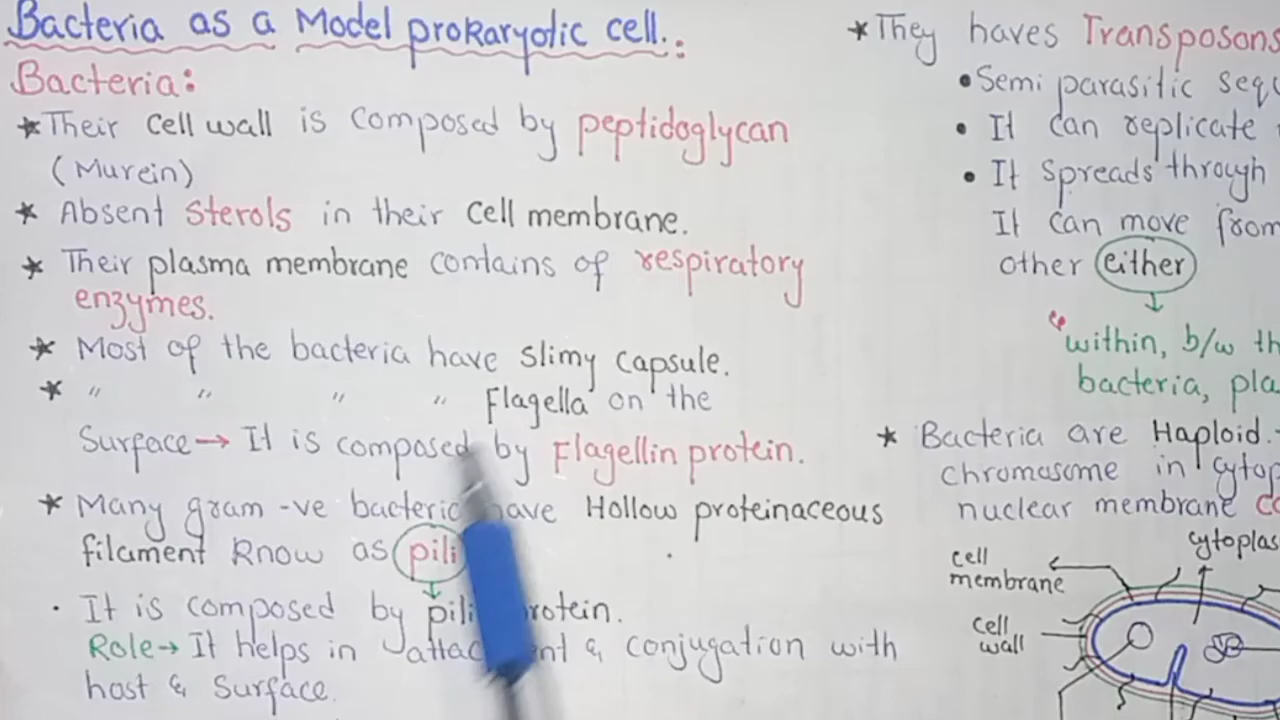 Bacteria as a Model prokaryotic cell.:
Bacteria:
* Their cell wall is composed by peptidoglycan
(Murein)
* Absent sterols in their cell membrane.
* Their plasma membrane contains of respiratory
enzymes.
* Most of the bacteria have slimy capsule.
* " " " " Flagella on the
Surface → It is composed by Flagellin protein.
* Many gram -ve bacteria have Hollow proteinaceous
filament know as pili
· It is composed by protein.
Role → It helps in & conjugation with
host & Surface.
* They haves Transposons
• Semi parasitic sequ
• It can replicate
• It spreads through
It can move from
other either
within, b/w th
bacteria, pla
* Bacteria are Haploid.-
chromosome in cytop
nuclear membrane co
cytoplas
cell
membrane
cell
wall